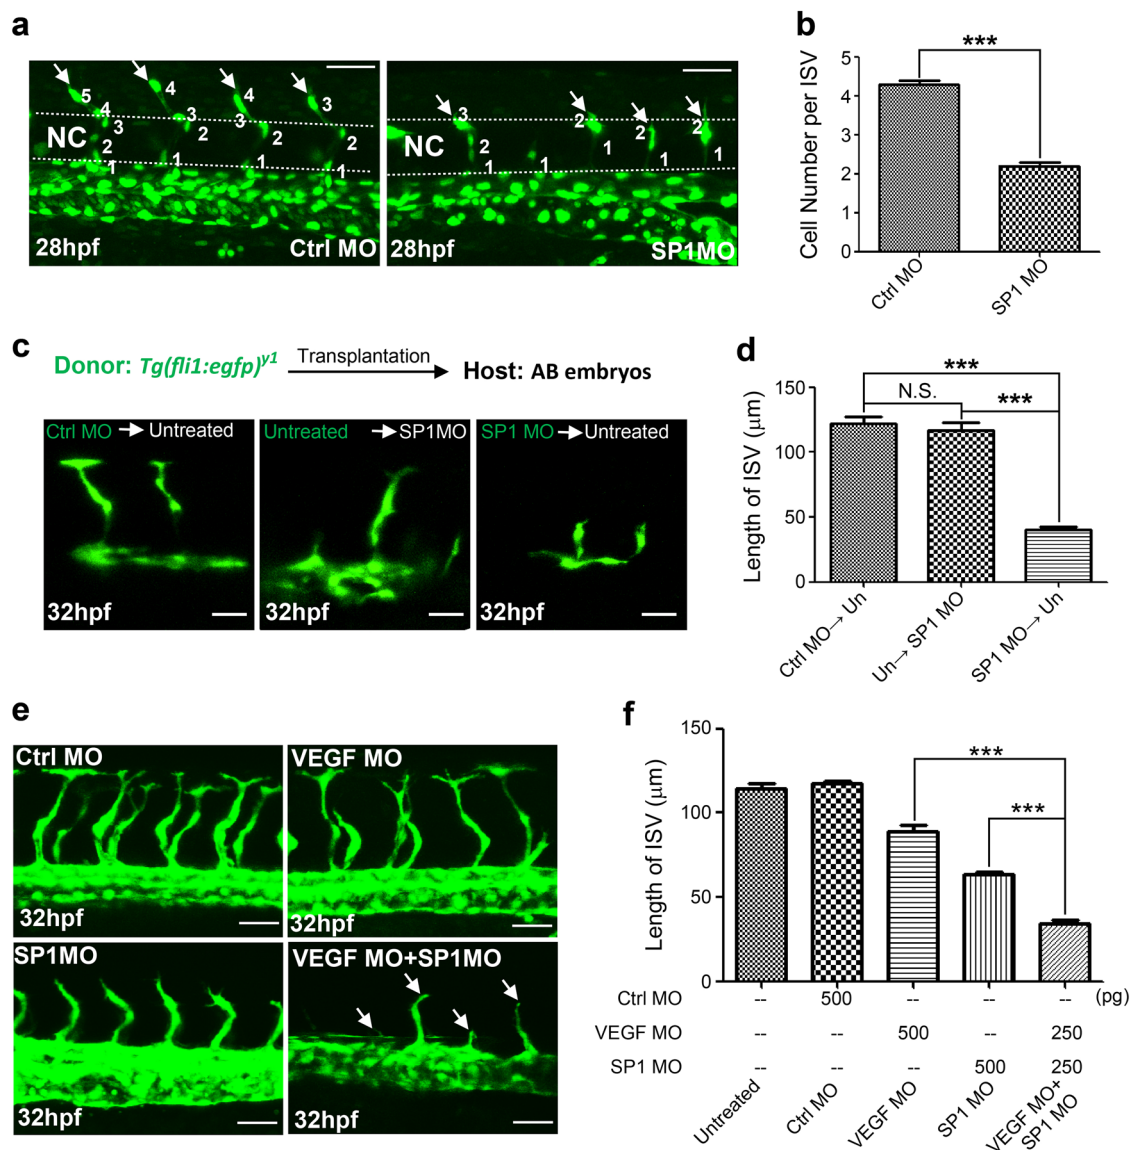 a
5
4
3
2
1
4
3
2
1
4
3
2
1
3
2
1
NC
28hpf
Ctrl MO
3
2
1
2
1
2
1
2
1
NC
28hpf
SP1MO
b
Cell Number per ISV
5
4
3
2
1
0
***
Ctrl MO
SP1 MO
c
Donor: Tg(fli1:egfp)y1
Transplantation
Host: AB embryos
Ctrl MO → Untreated
32hpf
Untreated → SP1MO
32hpf
SP1 MO → Untreated
32hpf
d
Length of ISV (μm)
150
100
50
0
***
N.S.
***
Ctrl MO→ Un
Un→ SP1 MO
SP1 MO→ Un
e
Ctrl MO
32hpf
VEGF MO
32hpf
SP1MO
32hpf
VEGF MO+SP1MO
32hpf
f
Length of ISV (μm)
150
100
50
0
***
***
Ctrl MO -- 500 -- -- -- (pg)
VEGF MO -- -- 500 -- 250
SP1 MO -- -- -- 500 250
Untreated
Ctrl MO
VEGF MO
SP1 MO
VEGF MO+
SP1 MO